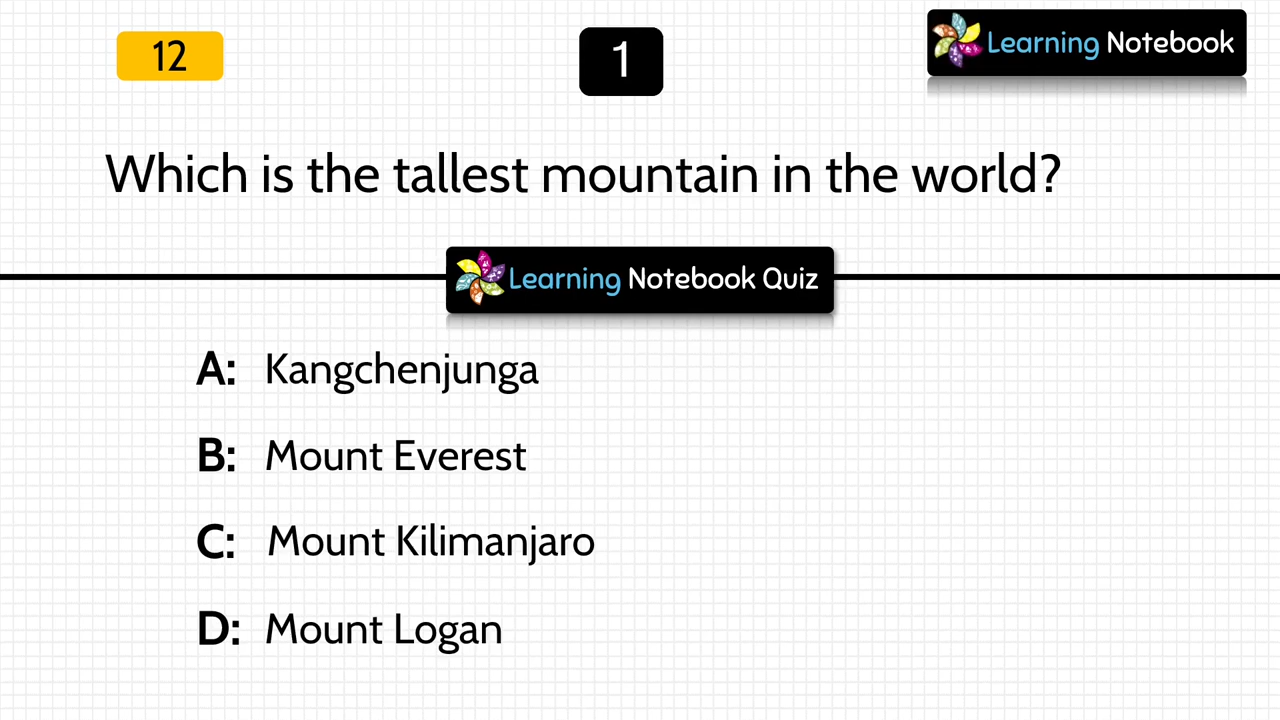 12
1
Learning Notebook
Which is the tallest mountain in the world?
Learning Notebook Quiz
A: Kangchenjunga
B: Mount Everest
C: Mount Kilimanjaro
D: Mount Logan